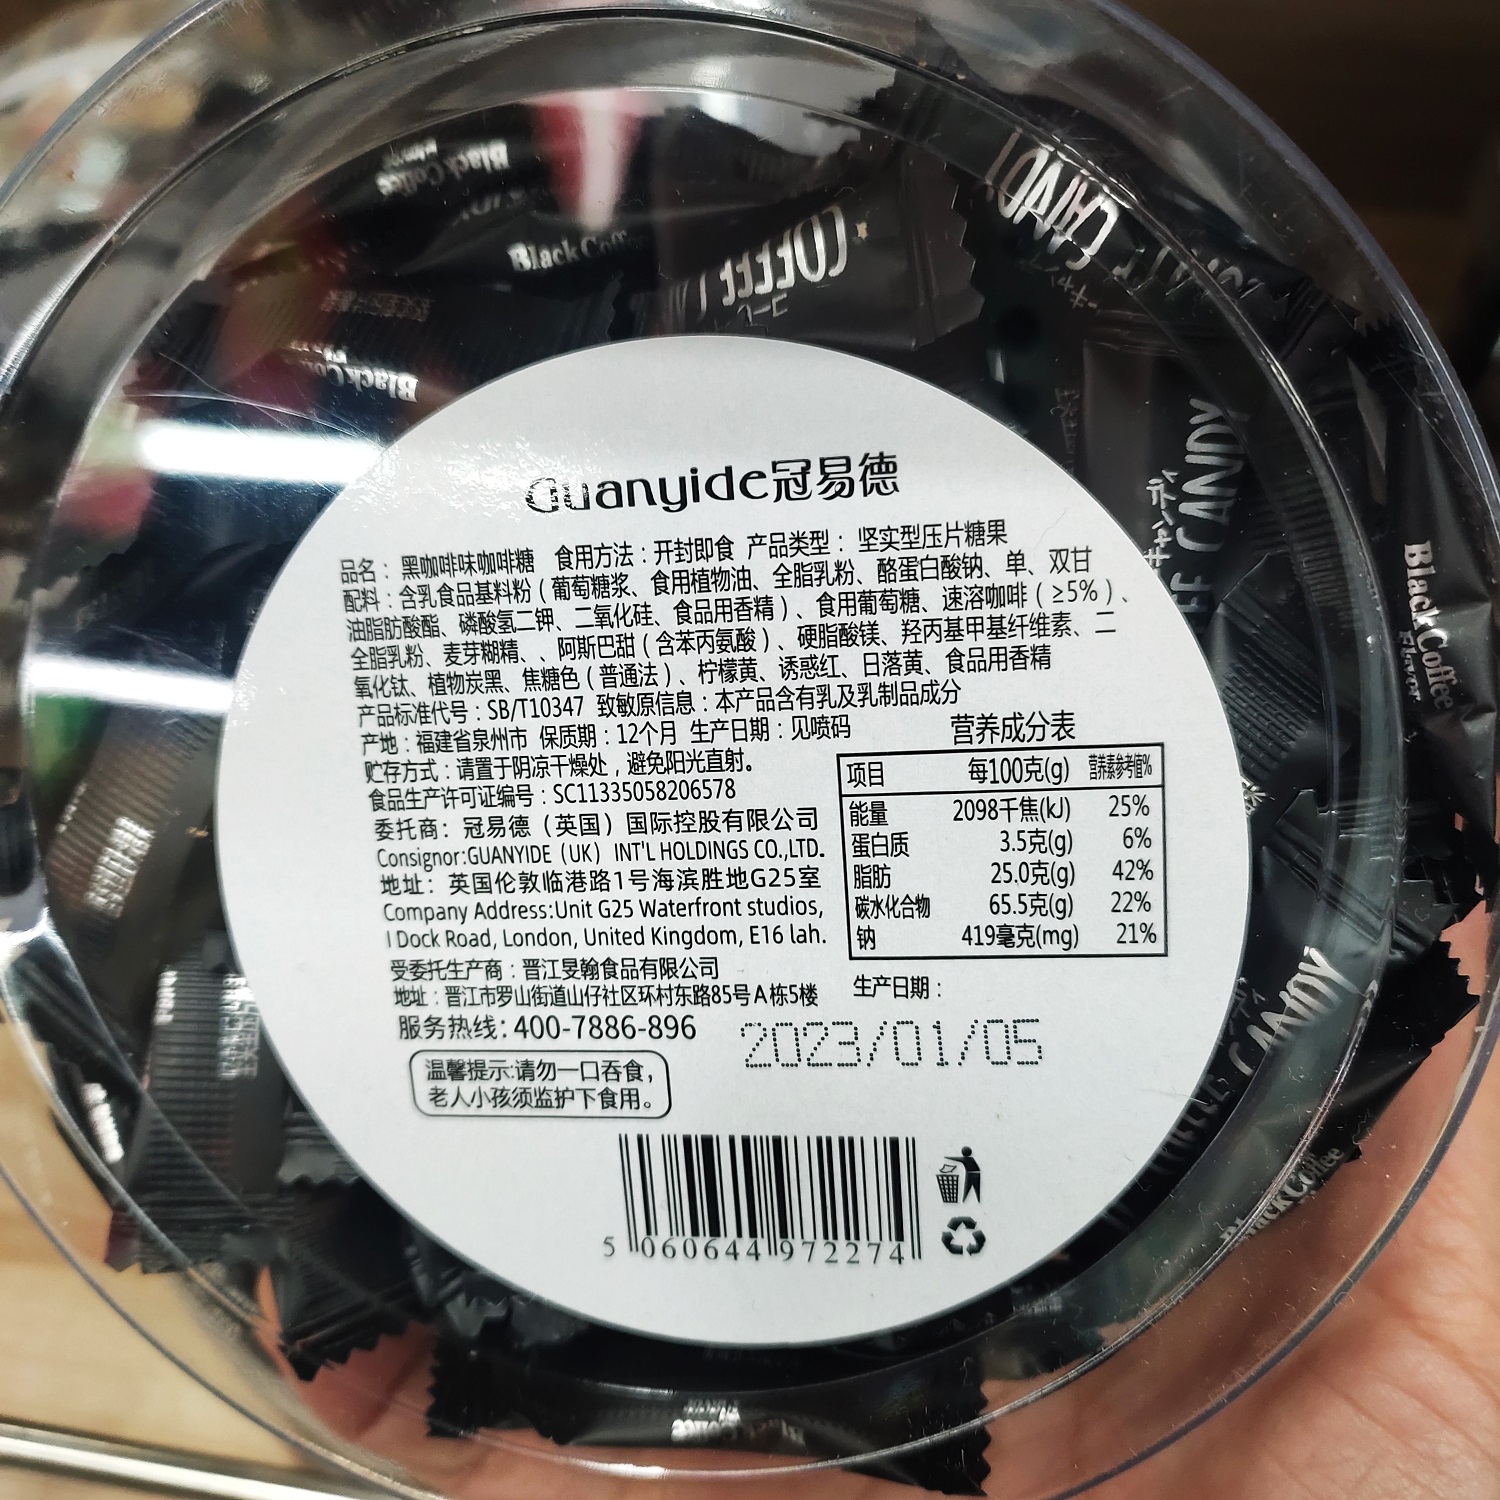 Guanyide冠易德
品名：黑咖啡味咖啡糖 食用方法：开封即食 产品类型：坚实型压片糖果
配料：含乳食品基料粉（葡萄糖浆、食用植物油、全脂乳粉、酪蛋白酸钠、单、双甘
油脂肪酸酯、磷酸氢二钾、二氧化硅、食品用香精）、食用葡萄糖、速溶咖啡（≥5%）、
全脂乳粉、麦芽糊精、、阿斯巴甜（含苯丙氨酸）、硬脂酸镁、羟丙基甲基纤维素、二
氧化钛、植物炭黑、焦糖色（普通法）、柠檬黄、诱惑红、日落黄、食品用香精
产品标准代号：SB/T10347 致敏原信息：本产品含有乳及乳制品成分
产地：福建省泉州市 保质期：12个月 生产日期：见喷码
贮存方式：请置于阴凉干燥处，避免阳光直射。
食品生产许可证编号：SC11335058206578
委托商：冠易德（英国）国际控股有限公司
Consignor:GUANYIDE（UK）INT'L HOLDINGS CO.,LTD.
地址：英国伦敦临港路1号海滨胜地G25室
Company Address:Unit G25 Waterfront studios,
I Dock Road, London, United Kingdom, E16 lah.
受委托生产商：晋江旻翰食品有限公司
地址：晋江市罗山街道山仔社区环村东路85号A栋5楼
服务热线：400-7886-896
温馨提示:请勿一口吞食，
老人小孩须监护下食用。
营养成分表
项目 每100克(g) 营养素参考值%
能量 2098千焦(kJ) 25%
蛋白质 3.5克(g) 6%
脂肪 25.0克(g) 42%
碳水化合物 65.5克(g) 22%
钠 419毫克(mg) 21%
生产日期：
2023/01/05
5 060644 972274
Black Coffee
Black Coffee
COFFEE
CANDY
CANDY
Black Coffee
Flavor
CANDY
Black Coffee